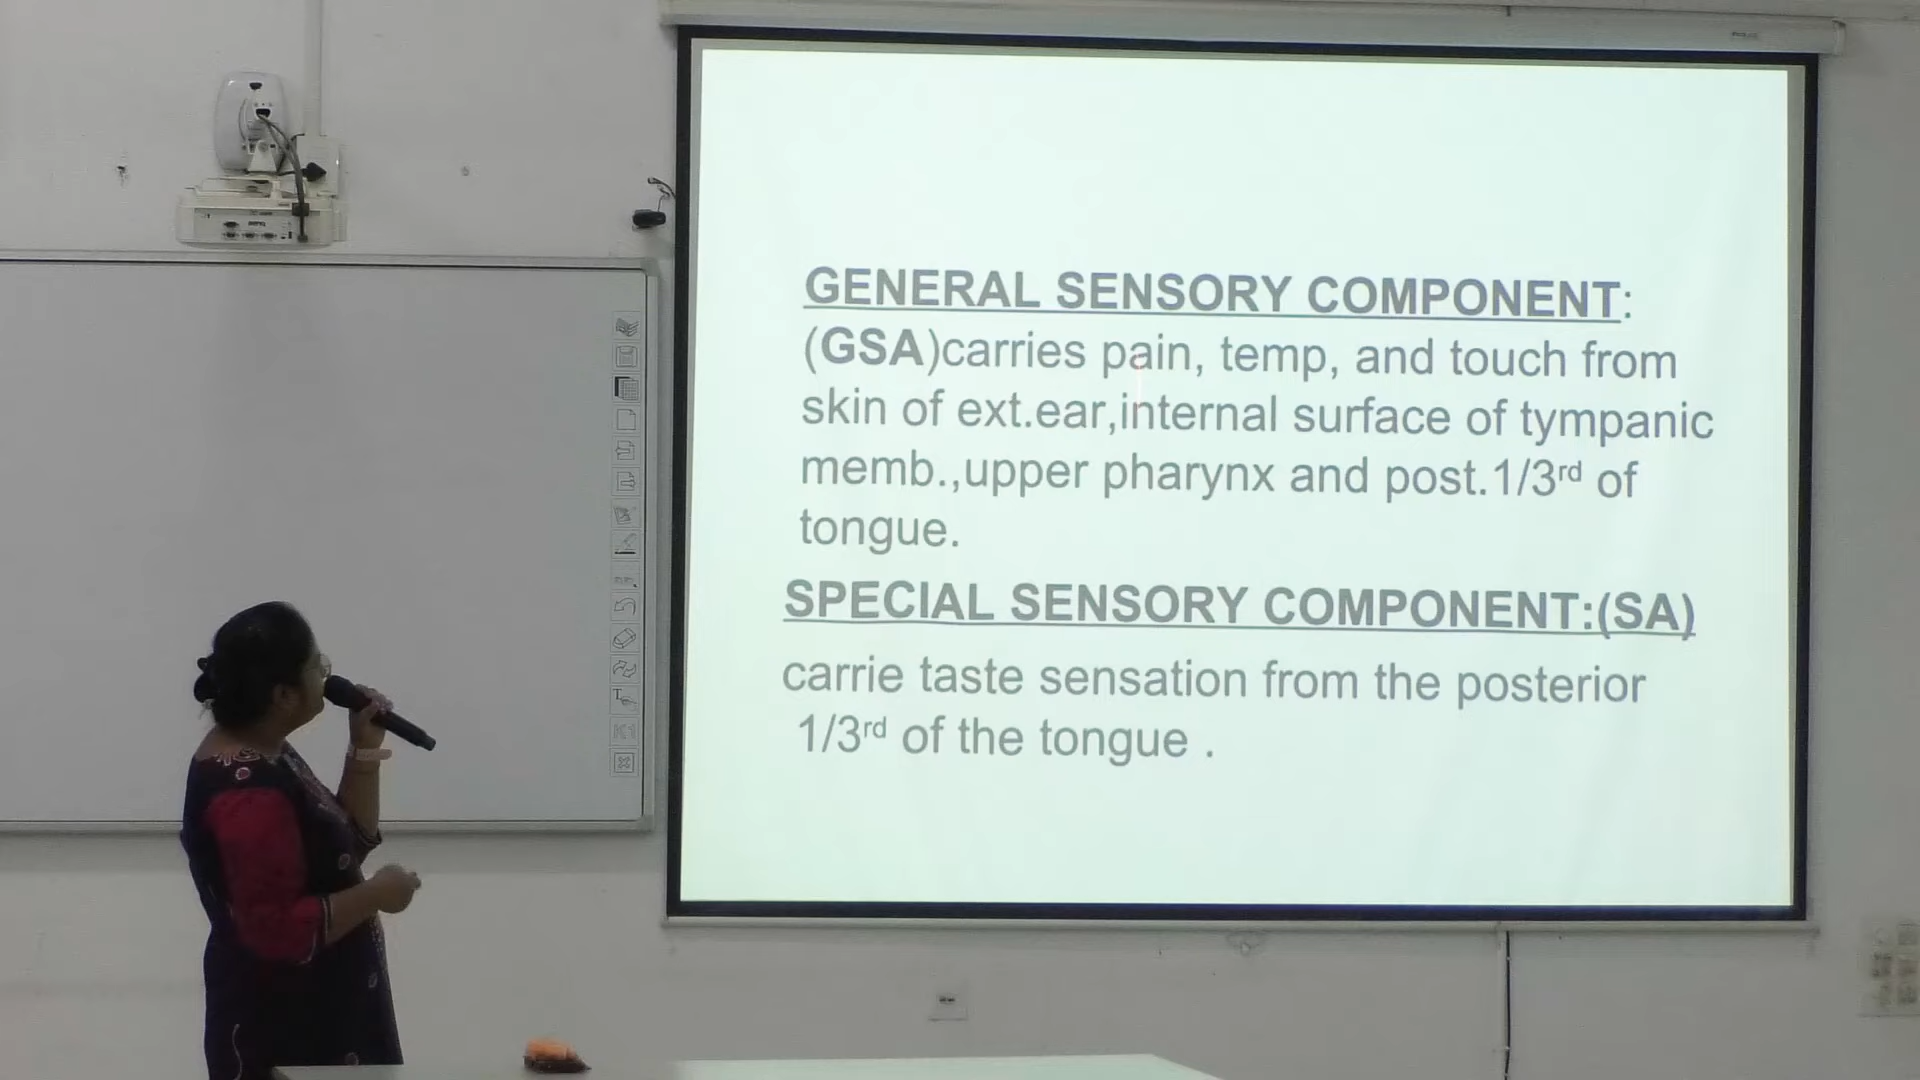 GENERAL SENSORY COMPONENT:
(GSA)carries pain, temp, and touch from
skin of ext.ear,internal surface of tympanic
memb.,upper pharynx and post.1/3rd of
tongue.
SPECIAL SENSORY COMPONENT:(SA)
carrie taste sensation from the posterior
1/3rd of the tongue .